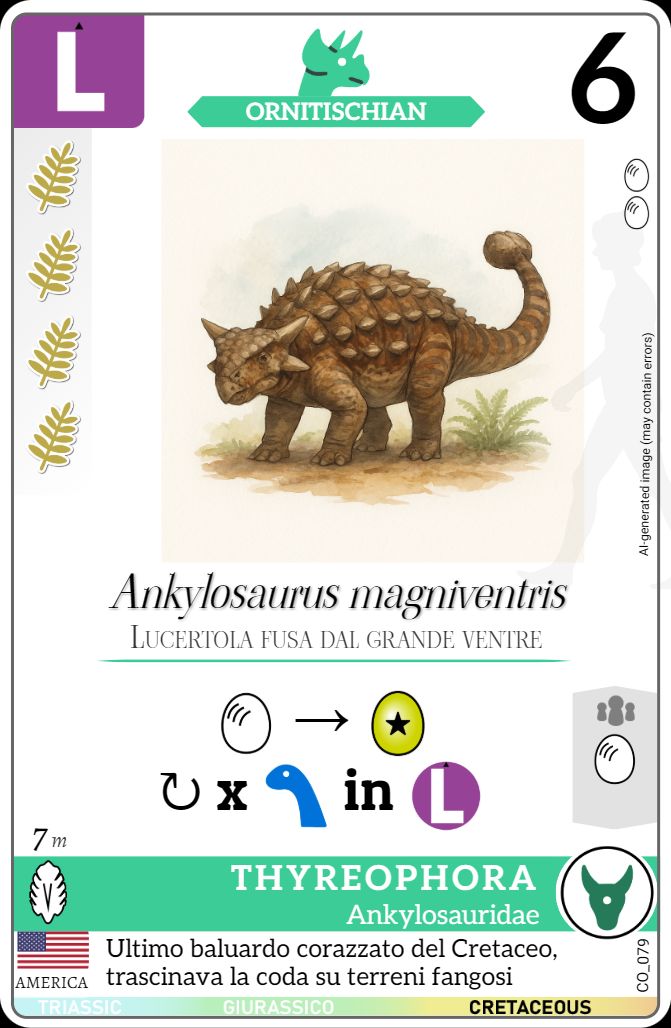 L
ORNITISCHIAN
6
AI-generated image (may contain errors)
Ankylosaurus magniventris
Lucertola fusa dal grande ventre
x in L
7 m
THYREOPHORA
Ankylosauridae
AMERICA
Ultimo baluardo corazzato del Cretaceo,
trascinava la coda su terreni fangosi
CO_079
TRIASSIC GIURASSICO CRETACEOUS